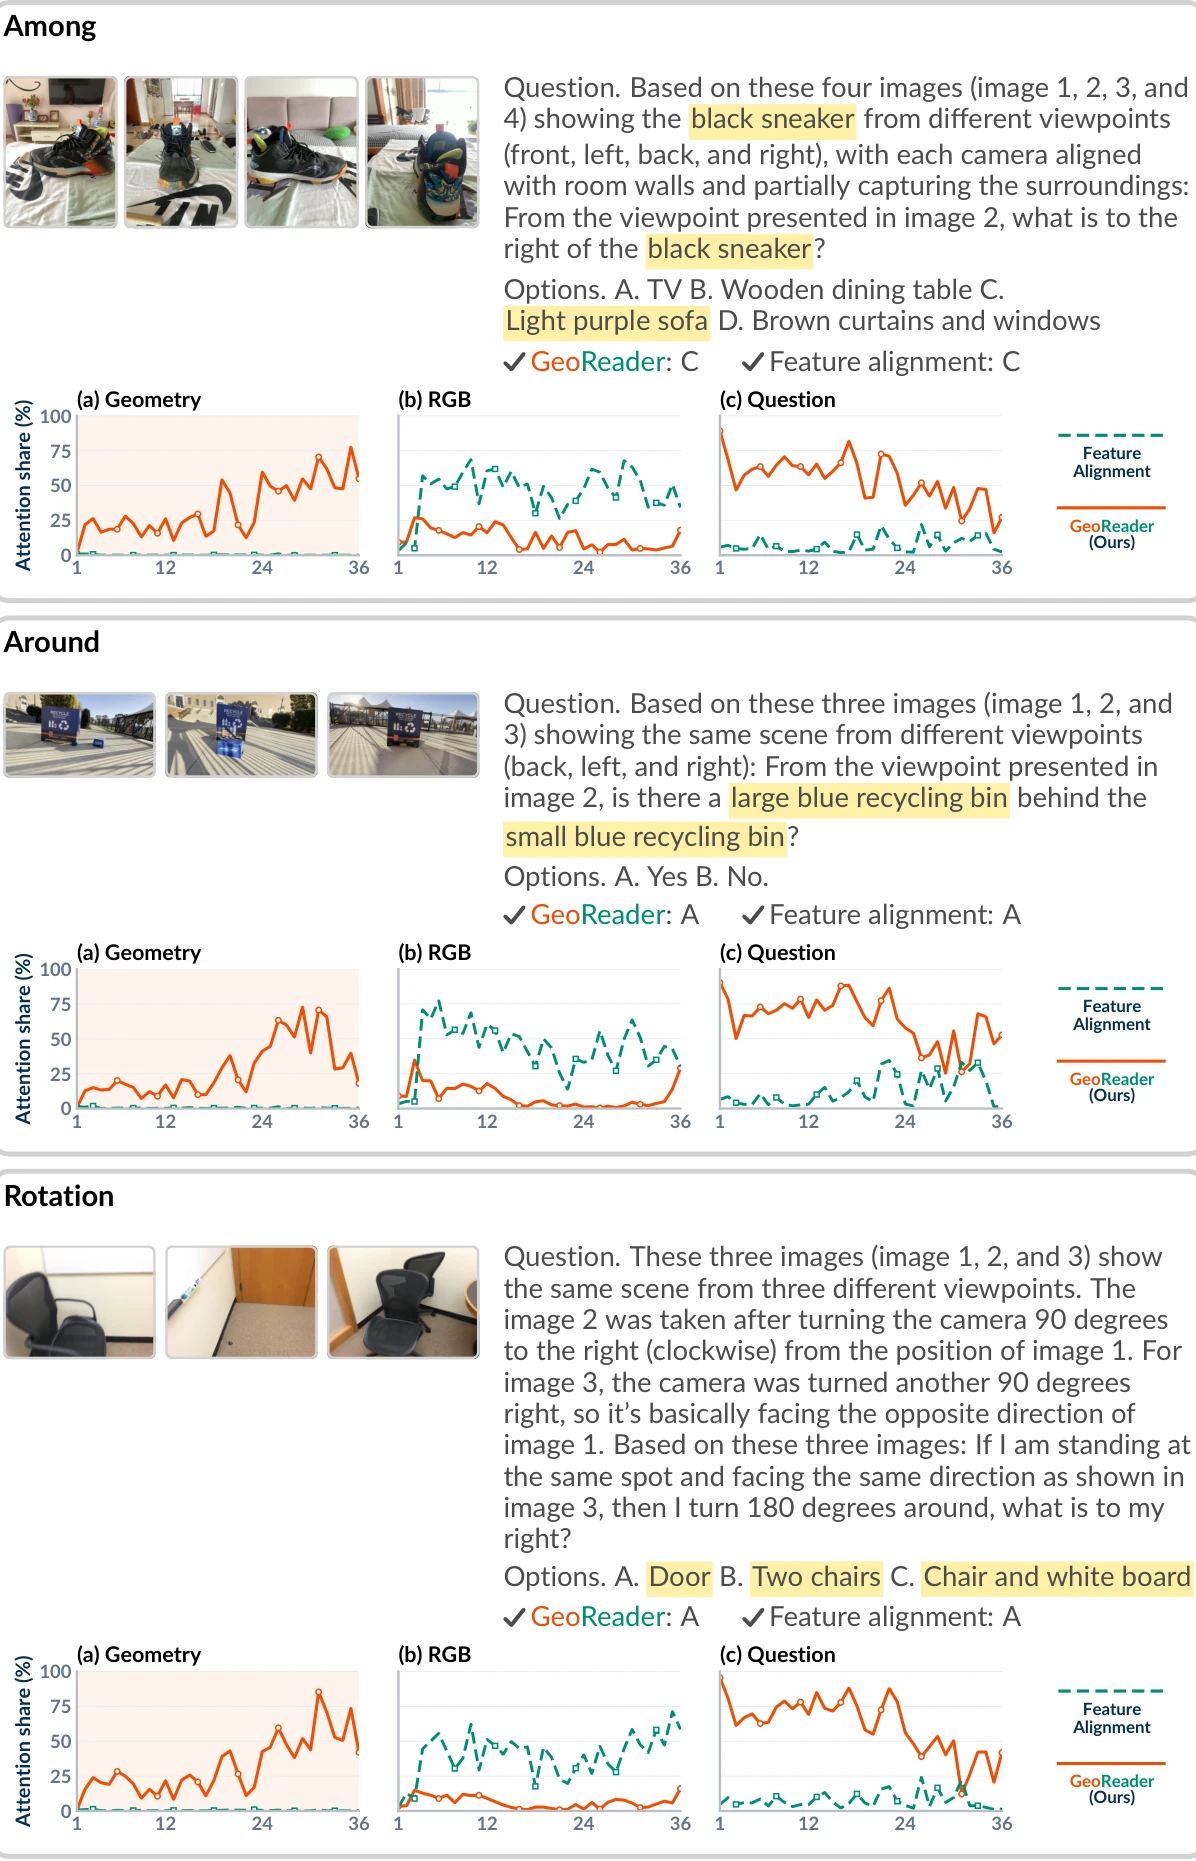 Among
Question. Based on these four images (image 1, 2, 3, and
4) showing the black sneaker from different viewpoints
(front, left, back, and right), with each camera aligned
with room walls and partially capturing the surroundings:
From the viewpoint presented in image 2, what is to the
right of the black sneaker?
Options. A. TV B. Wooden dining table C.
Light purple sofa D. Brown curtains and windows
✓ GeoReader: C ✓ Feature alignment: C
(a) Geometry (b) RGB (c) Question
Attention share (%)
100
75
50
25
0
1 12 24 36
1 12 24 36
1 12 24 36
Feature
Alignment
GeoReader
(Ours)
Around
RECYCLE
RECYCLE
RECYCLE
Question. Based on these three images (image 1, 2, and
3) showing the same scene from different viewpoints
(back, left, and right): From the viewpoint presented in
image 2, is there a large blue recycling bin behind the
small blue recycling bin?
Options. A. Yes B. No.
✓ GeoReader: A ✓ Feature alignment: A
(a) Geometry (b) RGB (c) Question
Attention share (%)
100
75
50
25
0
1 12 24 36
1 12 24 36
1 12 24 36
Feature
Alignment
GeoReader
(Ours)
Rotation
Question. These three images (image 1, 2, and 3) show
the same scene from three different viewpoints. The
image 2 was taken after turning the camera 90 degrees
to the right (clockwise) from the position of image 1. For
image 3, the camera was turned another 90 degrees
right, so it’s basically facing the opposite direction of
image 1. Based on these three images: If I am standing at
the same spot and facing the same direction as shown in
image 3, then I turn 180 degrees around, what is to my
right?
Options. A. Door B. Two chairs C. Chair and white board
✓ GeoReader: A ✓ Feature alignment: A
(a) Geometry (b) RGB (c) Question
Attention share (%)
100
75
50
25
0
1 12 24 36
1 12 24 36
1 12 24 36
Feature
Alignment
GeoReader
(Ours)